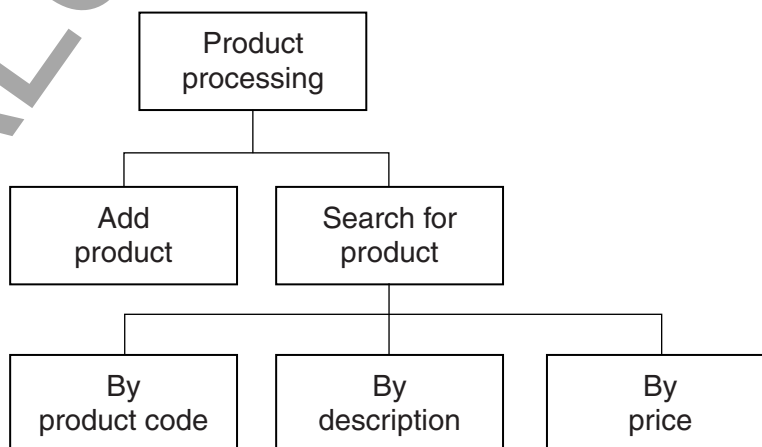 Product
processing
Add
product
Search for
product
By
product code
By
description
By
price